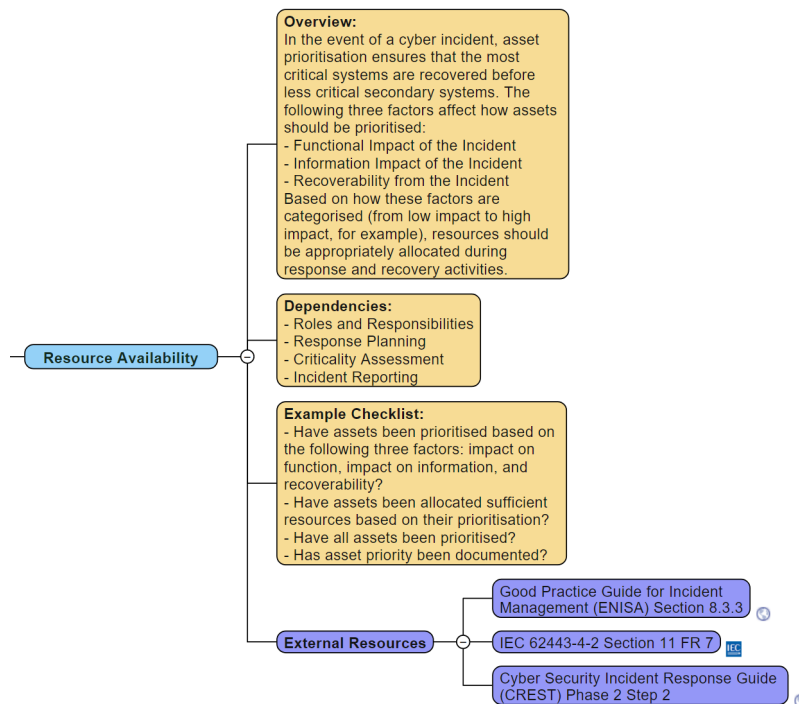 Overview:
In the event of a cyber incident, asset
prioritisation ensures that the most
critical systems are recovered before
less critical secondary systems. The
following three factors affect how assets
should be prioritised:
- Functional Impact of the Incident
- Information Impact of the Incident
- Recoverability from the Incident
Based on how these factors are
categorised (from low impact to high
impact, for example), resources should
be appropriately allocated during
response and recovery activities.
Dependencies:
- Roles and Responsibilities
- Response Planning
- Criticality Assessment
- Incident Reporting
Resource Availability
Example Checklist:
- Have assets been prioritised based on
the following three factors: impact on
function, impact on information, and
recoverability?
- Have assets been allocated sufficient
resources based on their prioritisation?
- Have all assets been prioritised?
- Has asset priority been documented?
External Resources
Good Practice Guide for Incident
Management (ENISA) Section 8.3.3
IEC 62443-4-2 Section 11 FR 7
IEC
Cyber Security Incident Response Guide
(CREST) Phase 2 Step 2